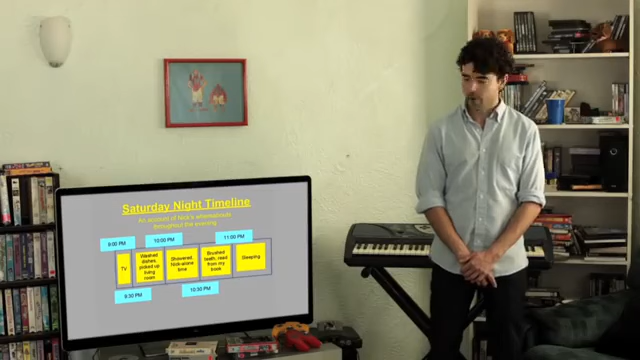 Saturday Night Timeline
An account of Nick's whereabouts
throughout the evening
9:00 PM
10:00 PM
11:00 PM
TV
Washed
dishes,
picked up
living
room
Showered,
Nick-alone
time
Brushed
teeth, read
from my
book
Sleeping
9:30 PM
10:30 PM